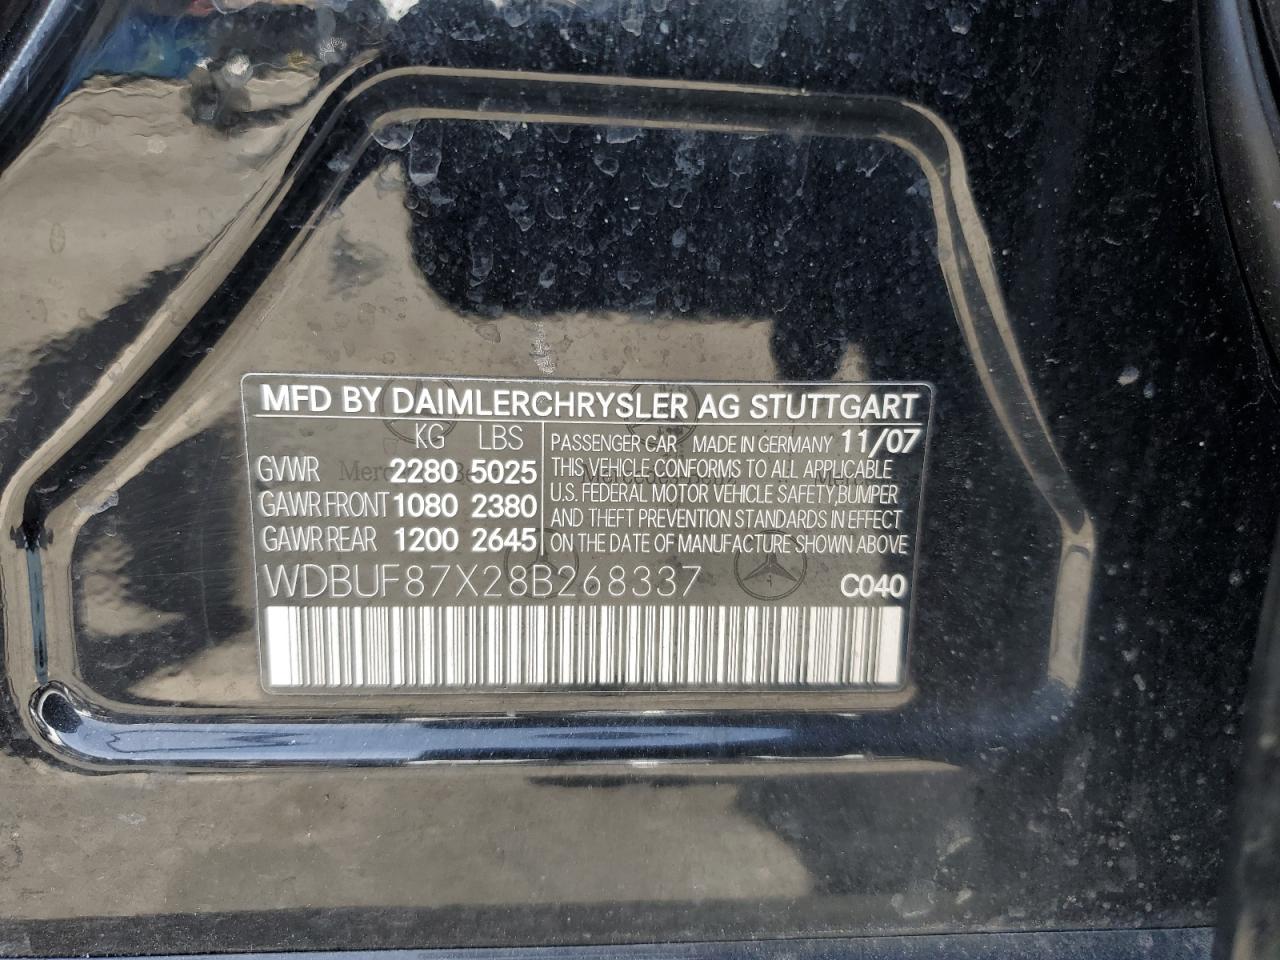 MFD BY DAIMLERCHRYSLER AG STUTTGART
KG LBS
GVWR 2280 5025
GAWR FRONT 1080 2380
GAWR REAR 1200 2645
PASSENGER CAR MADE IN GERMANY 11/07
THIS VEHICLE CONFORMS TO ALL APPLICABLE
U.S. FEDERAL MOTOR VEHICLE SAFETY,BUMPER
AND THEFT PREVENTION STANDARDS IN EFFECT
ON THE DATE OF MANUFACTURE SHOWN ABOVE
WDBUF87X28B268337 C040